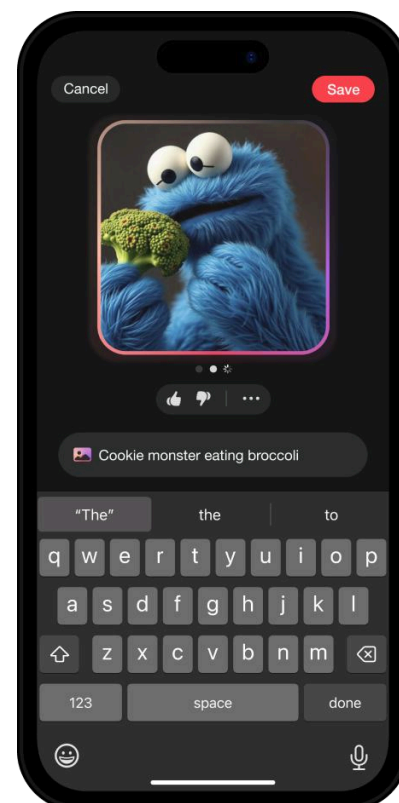 Cancel Save
Cookie monster eating broccoli
“The” the to
q w e r t y u i o p
a s d f g h j k l
z x c v b n m
123 space done